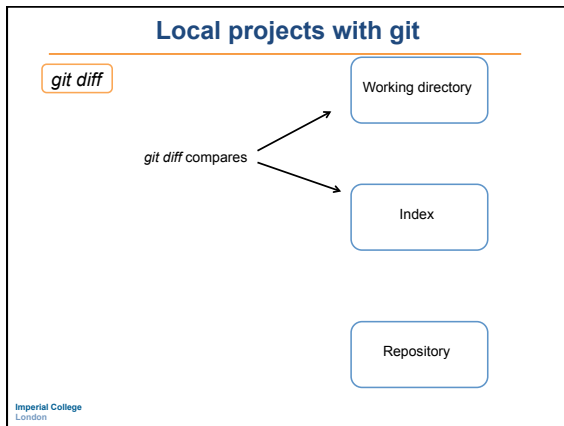 Local projects with git
git diff
Working directory
git diff compares
Index
Repository
Imperial College
London